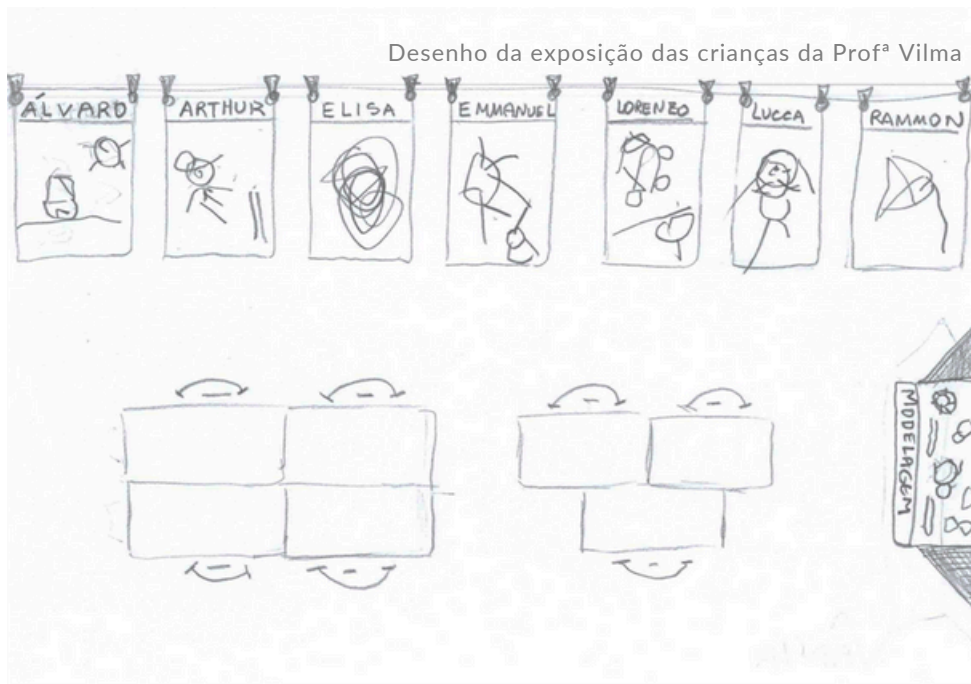 Desenho da exposição das crianças da Profª Vilma
ÁLVARO
ARTHUR
ELISA
EMMANUEL
LORENZO
LUCCA
RAMMON
MODELAGEM